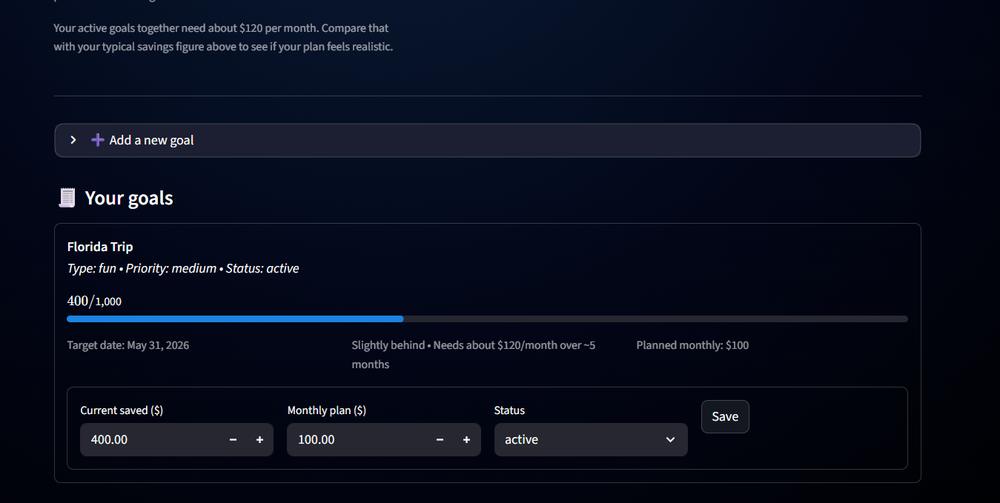 Your active goals together need about $120 per month. Compare that
with your typical savings figure above to see if your plan feels realistic.
Add a new goal
Your goals
Florida Trip
Type: fun • Priority: medium • Status: active
400/1,000
Target date: May 31, 2026
Slightly behind • Needs about $120/month over ~5
months
Planned monthly: $100
Current saved ($)
Monthly plan ($)
Status
400.00
100.00
active
Save